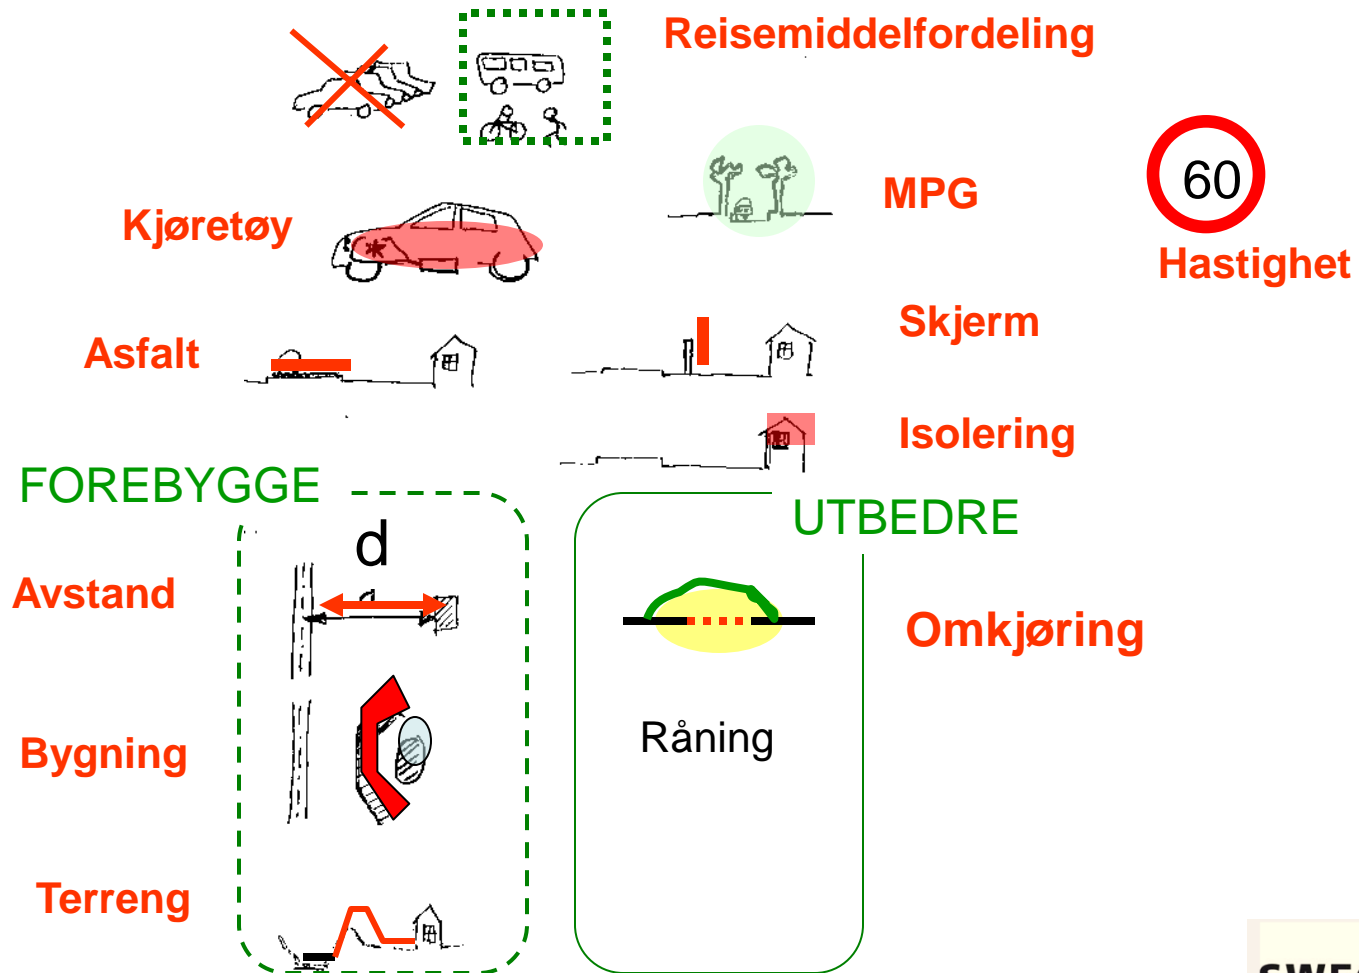 Reisemiddelfordeling
MPG
60
Kjøretøy
Hastighet
Skjerm
Asfalt
Isolering
FOREBYGGE
UTBEDRE
d
Avstand
Omkjøring
Råning
Bygning
Terreng